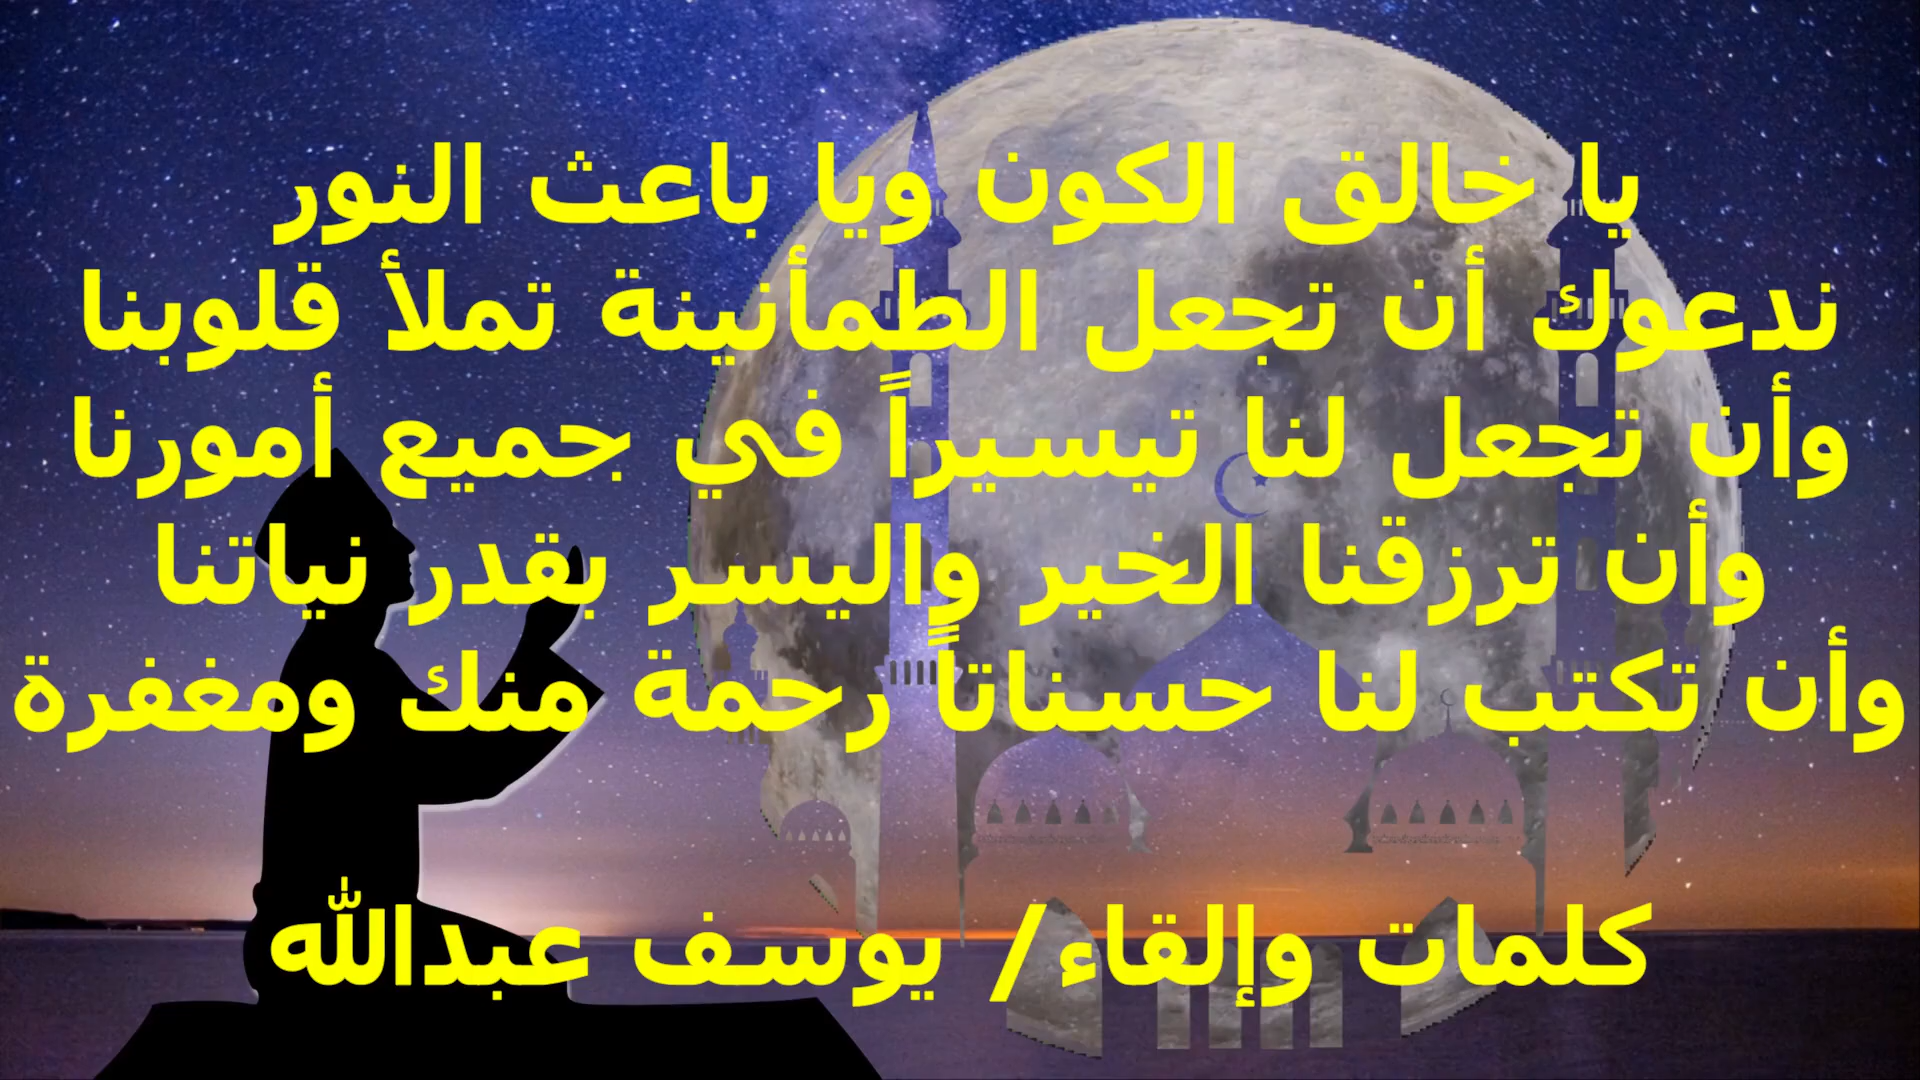 يا خالق الكون ويا باعث النور
ندعوك أن تجعل الطمأنينة تملأ قلوبنا
وأن تجعل لنا تيسيراً في جميع أمورنا
وأن ترزقنا الخير واليسر بقدر نياتنا
وأن تكتب لنا حسناتاً رحمة منك ومغفرة
كلمات وإلقاء/ يوسف عبدالله